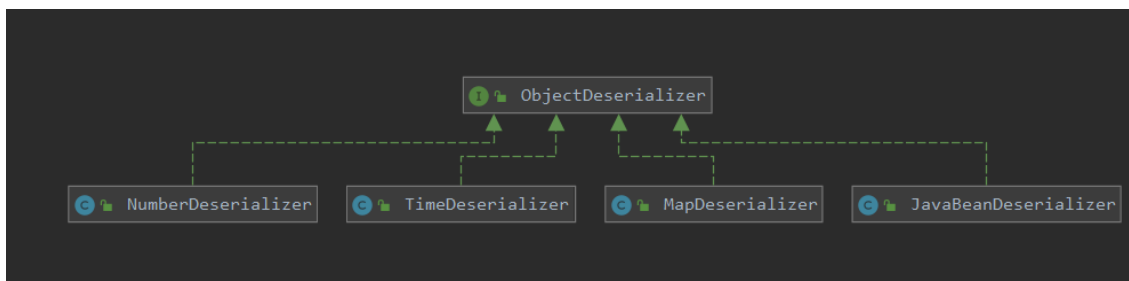 I ObjectDeserializer
C NumberDeserializer
C TimeDeserializer
C MapDeserializer
C JavaBeanDeserializer